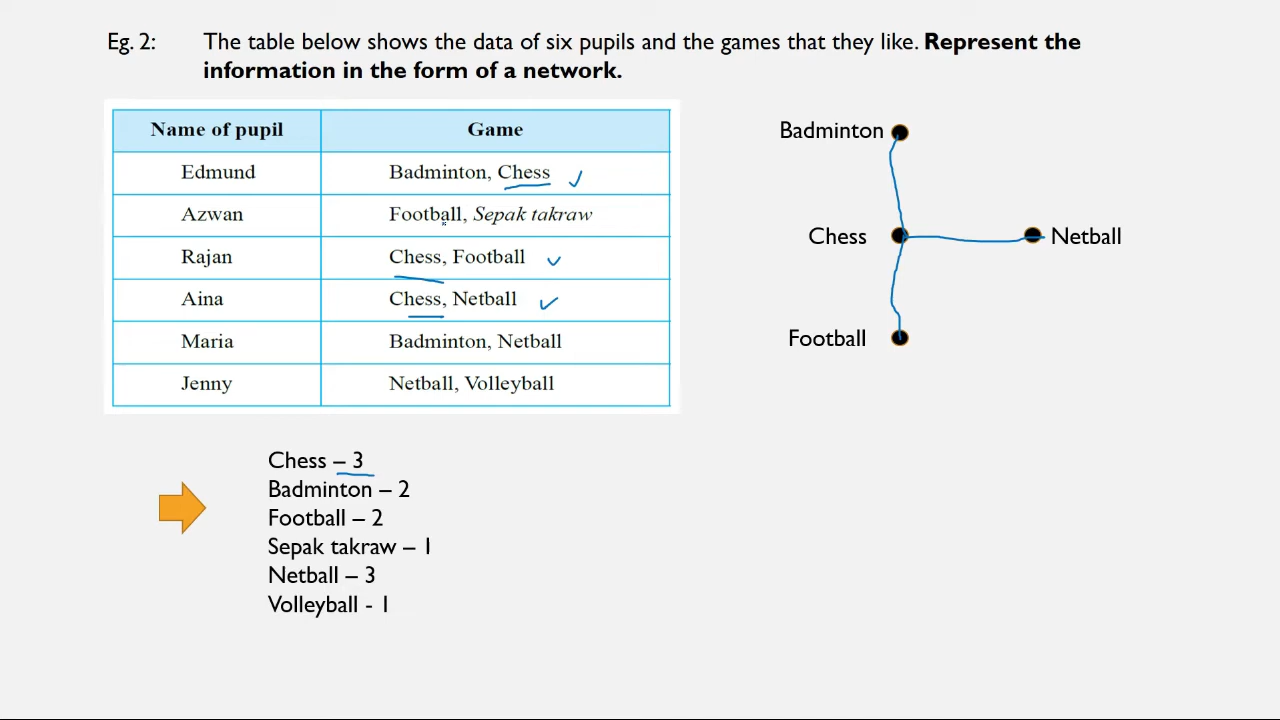 Eg. 2: The table below shows the data of six pupils and the games that they like. Represent the
information in the form of a network.
Name of pupil Game
Edmund Badminton, Chess
Azwan Football, Sepak takraw
Rajan Chess, Football
Aina Chess, Netball
Maria Badminton, Netball
Jenny Netball, Volleyball
Badminton
Chess Netball
Football
Chess – 3
Badminton – 2
Football – 2
Sepak takraw – 1
Netball – 3
Volleyball - 1